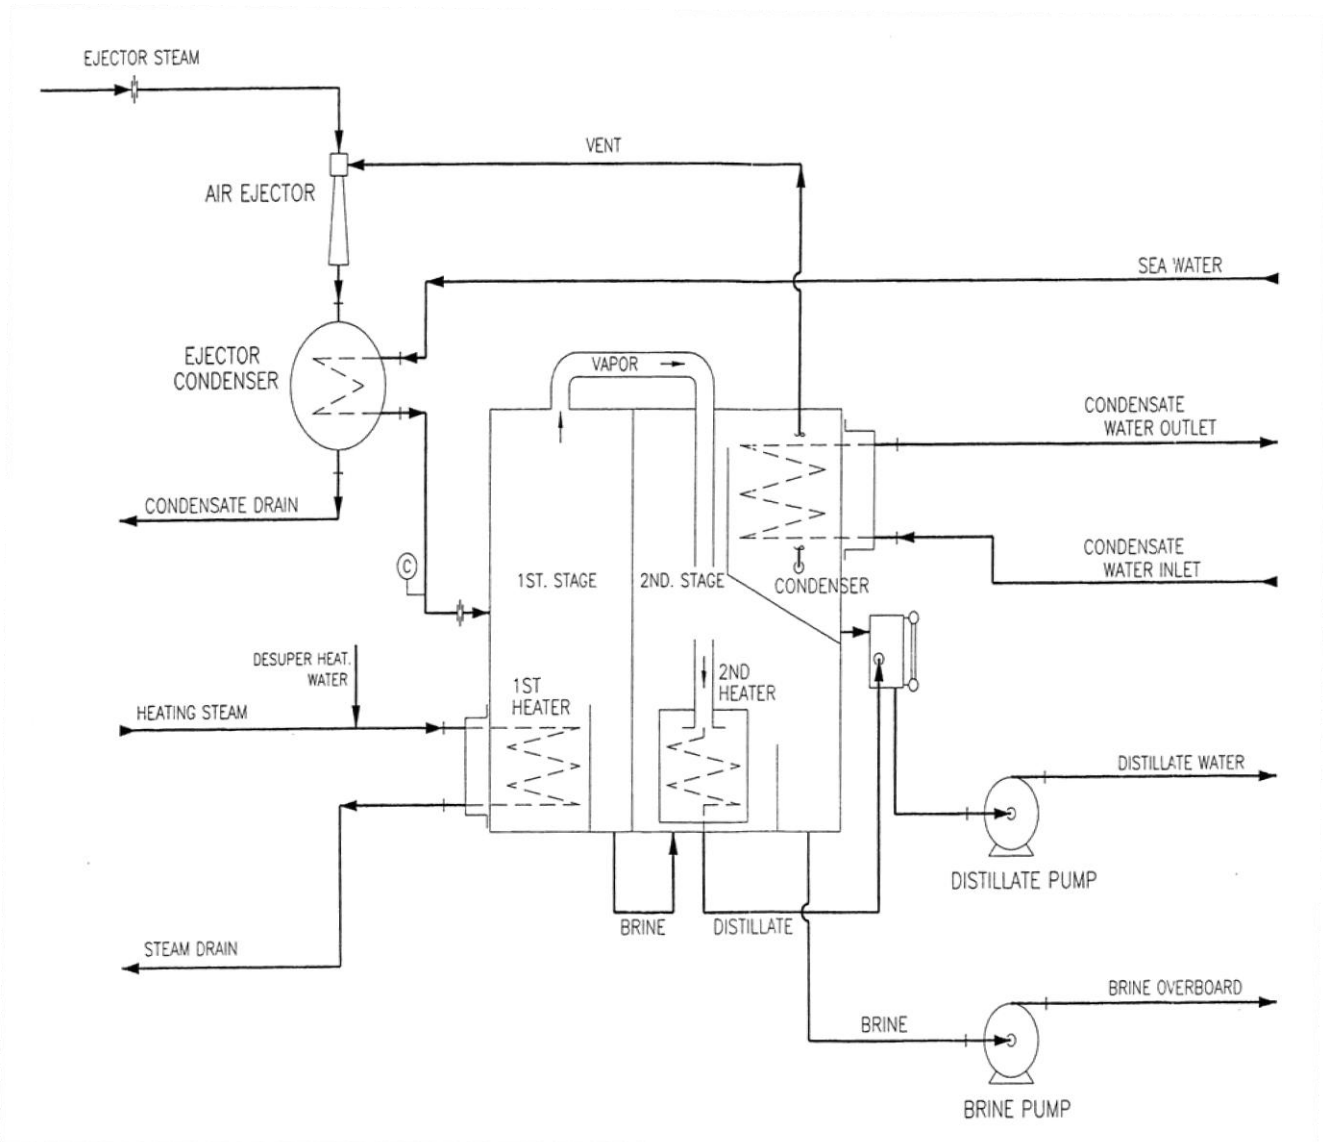 EJECTOR STEAM
VENT
AIR EJECTOR
SEA WATER
EJECTOR
CONDENSER
VAPOR
CONDENSATE
WATER OUTLET
CONDENSATE DRAIN
C
1ST. STAGE
2ND. STAGE
CONDENSER
CONDENSATE
WATER INLET
DESUPER HEAT.
WATER
HEATING STEAM
1ST
HEATER
2ND
HEATER
DISTILLATE WATER
DISTILLATE PUMP
BRINE
DISTILLATE
STEAM DRAIN
BRINE OVERBOARD
BRINE
BRINE PUMP